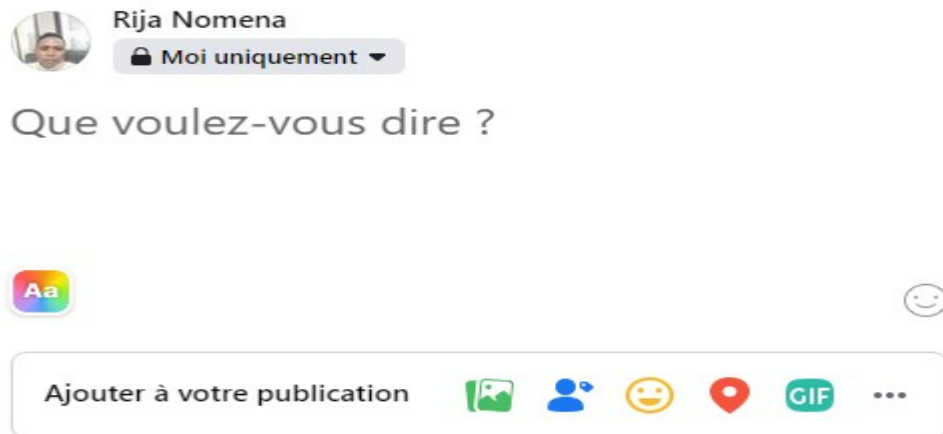 Rija Nomena
Moi uniquement
Que voulez-vous dire ?
Aa
Ajouter à votre publication
GIF